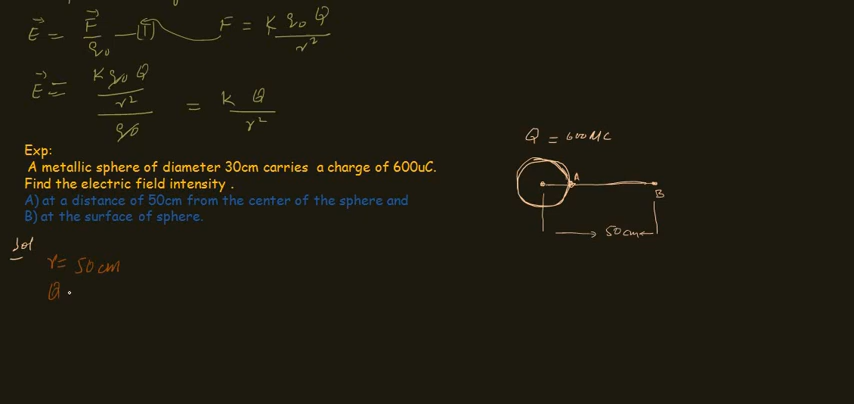 E = F/q₀ —(1) F = K q₀ Q / r²
E = K q₀ Q / r² / q₀ = K Q / r²
Exp:
A metallic sphere of diameter 30cm carries a charge of 600uC.
Find the electric field intensity .
A) at a distance of 50cm from the center of the sphere and
B) at the surface of sphere.
Q = 600MC
A
B
50cm
Sol
r = 50 cm
Q